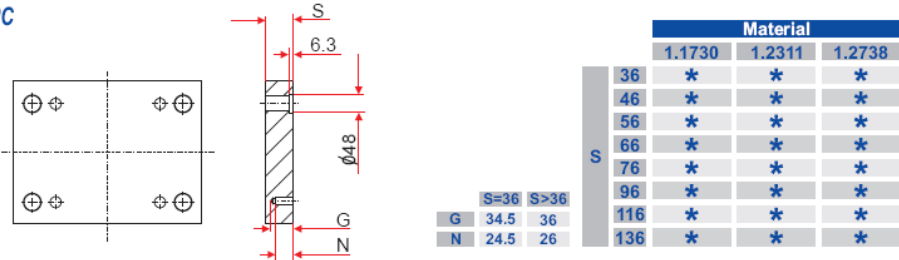 S
6.3
ϕ48
G
N
S=36 S>36
G 34.5 36
N 24.5 26
Material
1.1730 1.2311 1.2738
S
36 * * *
46 * * *
56 * * *
66 * * *
76 * * *
96 * * *
116 * * *
136 * * *